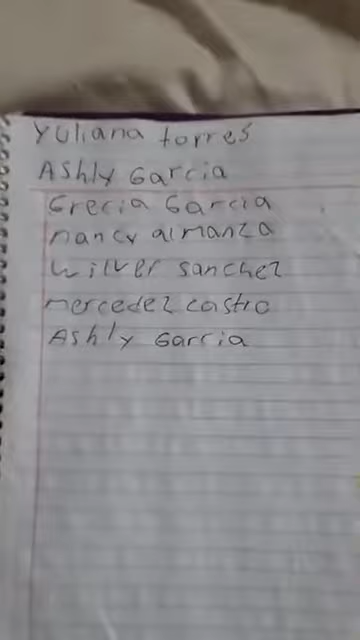 Yuliana torres
Ashly Garcia
Grecia Garcia
nancy almanza
wilver sanchez
mercedez castro
Ashly Garcia